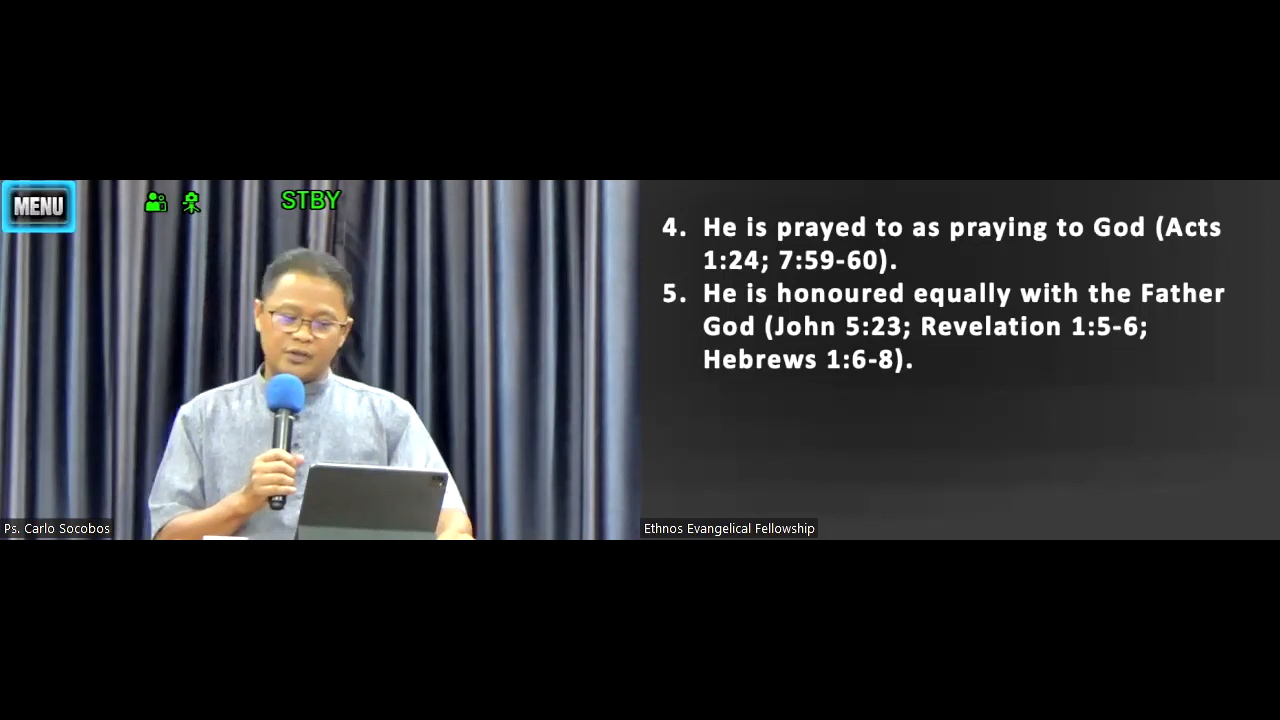 MENU
STBY
Ps. Carlo Socobos
4. He is prayed to as praying to God (Acts
1:24; 7:59-60).
5. He is honoured equally with the Father
God (John 5:23; Revelation 1:5-6;
Hebrews 1:6-8).
Ethnos Evangelical Fellowship